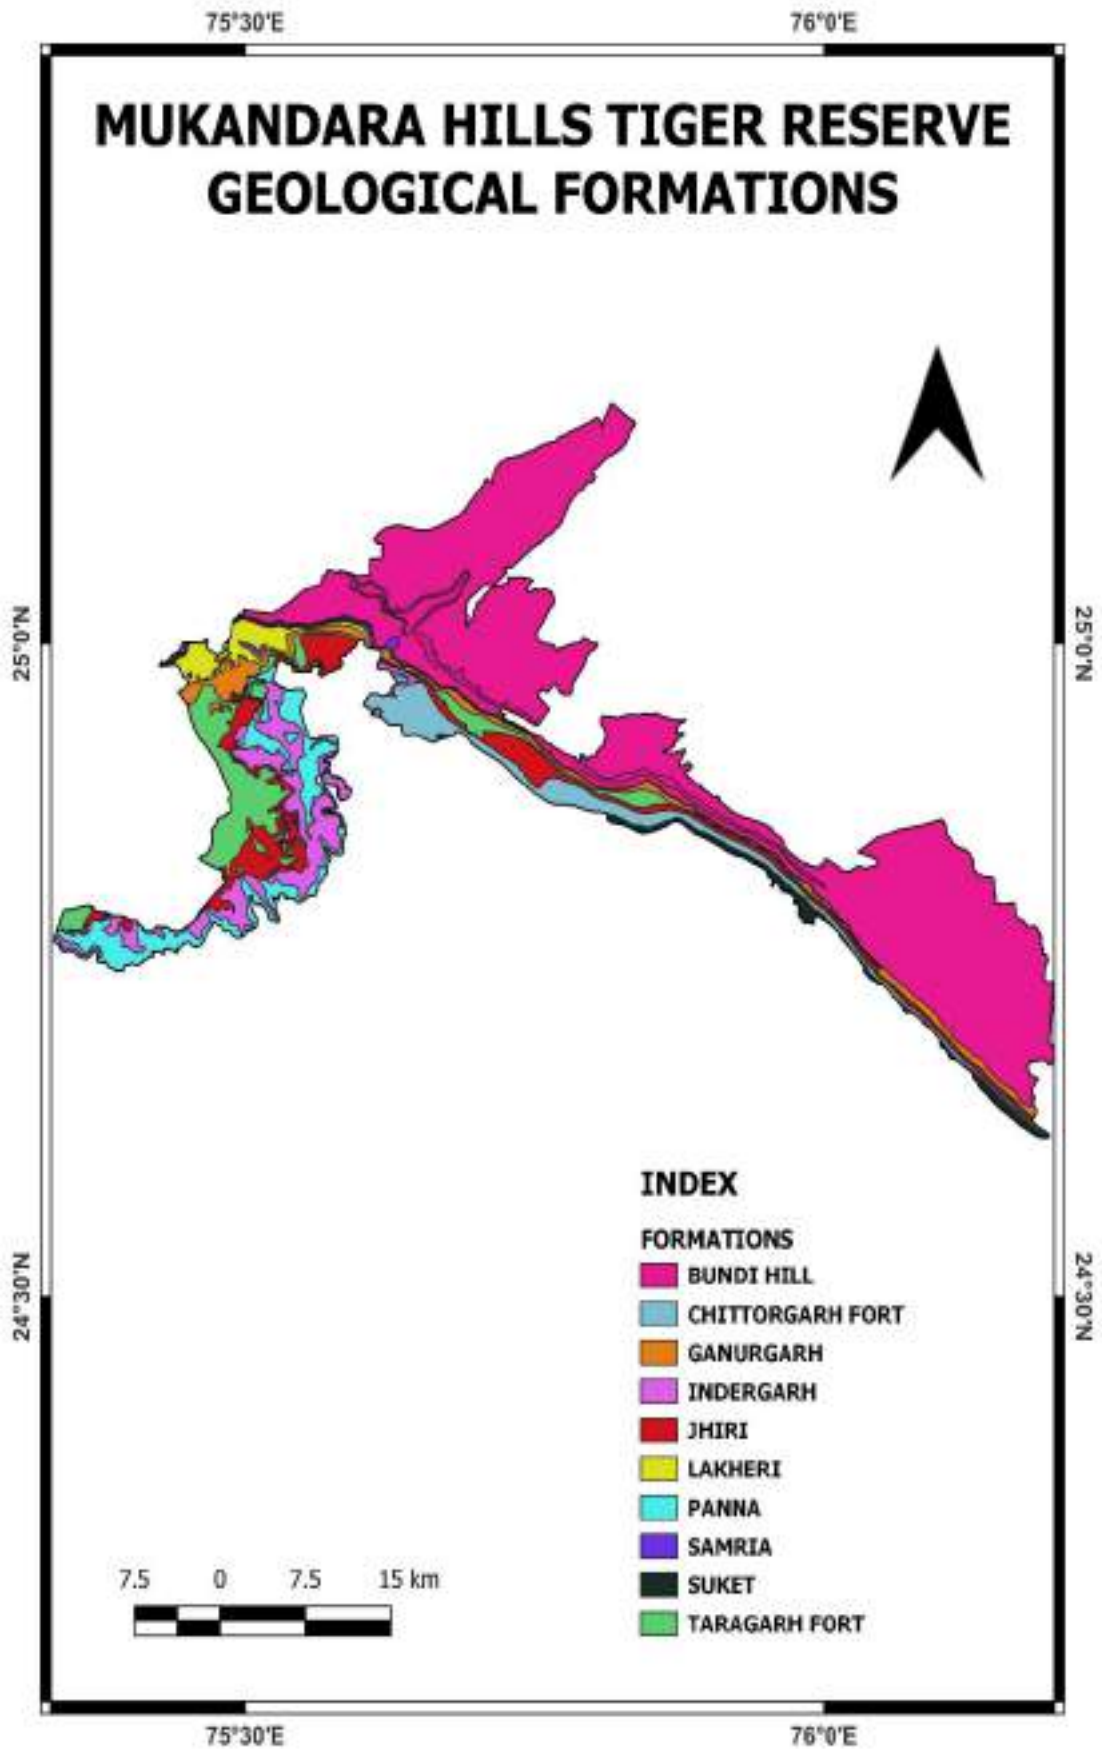 75°30'E 76°0'E
MUKANDARA HILLS TIGER RESERVE
GEOLOGICAL FORMATIONS
25°0'N 25°0'N
INDEX
FORMATIONS
BUNDI HILL
CHITTORGARH FORT
GANURGARH
INDERGARH
JHIRI
LAKHERI
PANNA
SAMRIA
SUKET
TARAGARH FORT
24°30'N 24°30'N
7.5 0 7.5 15 km
75°30'E 76°0'E